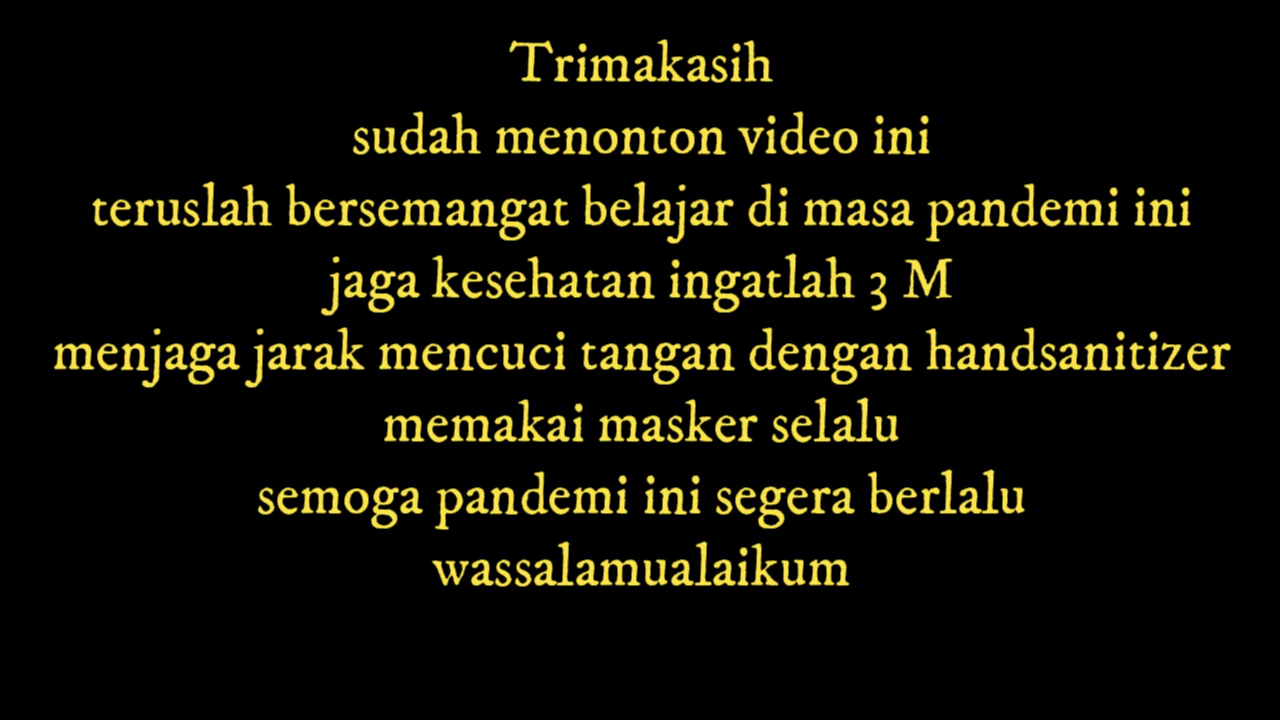 Trimakasih
sudah menonton video ini
teruslah bersemangat belajar di masa pandemi ini
jaga kesehatan ingatlah 3 M
menjaga jarak mencuci tangan dengan handsanitizer
memakai masker selalu
semoga pandemi ini segera berlalu
wassalamualaikum